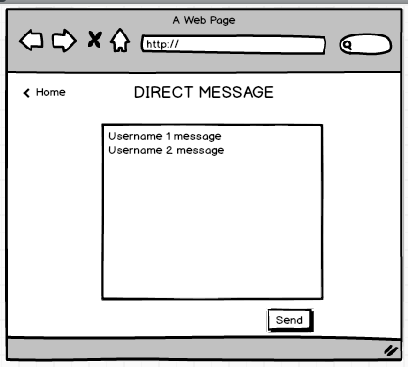 A Web Page
http://
Home
DIRECT MESSAGE
Username 1 message
Username 2 message
Send